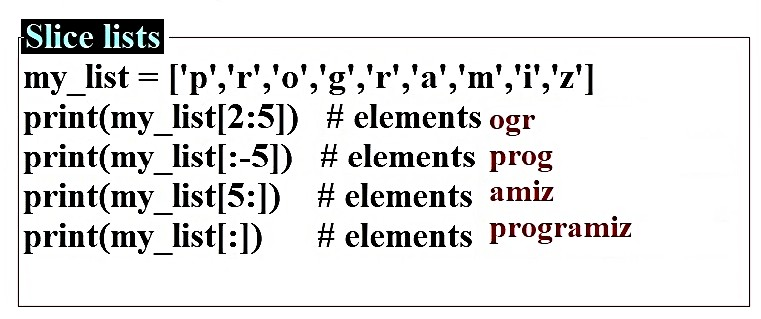 Slice lists
my_list = ['p','r','o','g','r','a','m','i','z']
print(my_list[2:5]) # elements ogr
print(my_list[:-5]) # elements prog
print(my_list[5:]) # elements amiz
print(my_list[:]) # elements programiz